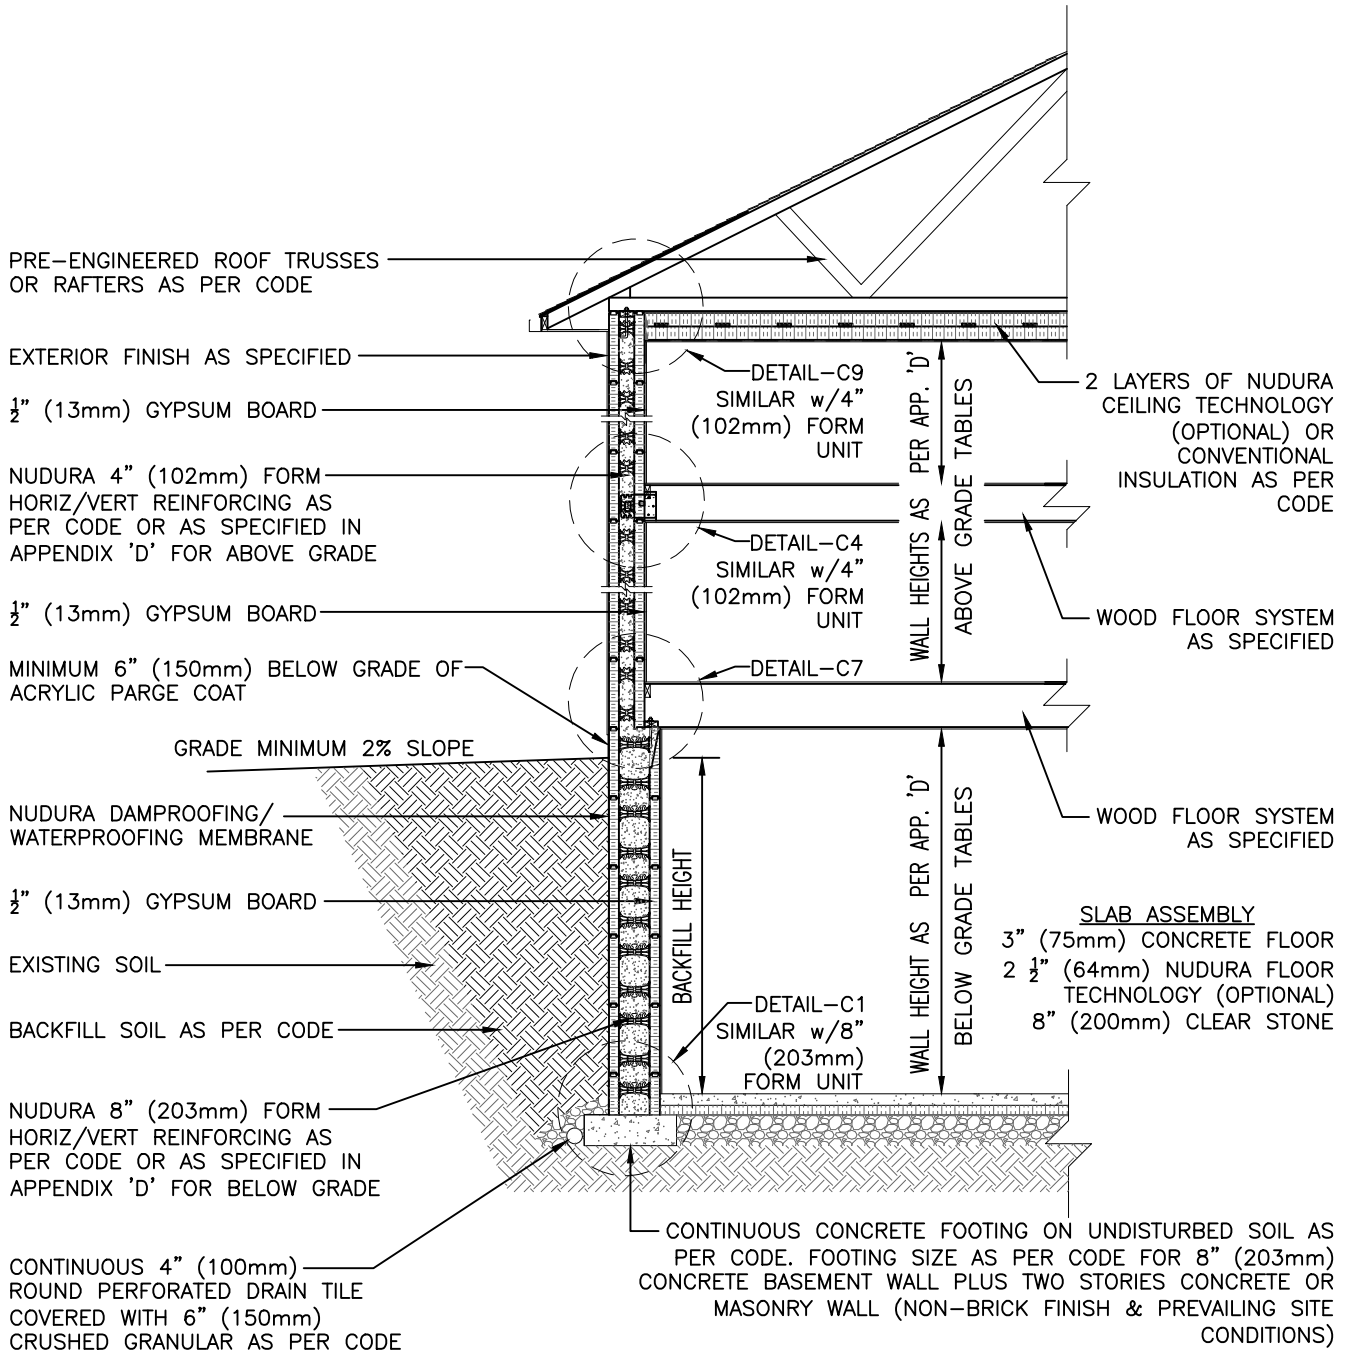 PRE-ENGINEERED ROOF TRUSSES
OR RAFTERS AS PER CODE
EXTERIOR FINISH AS SPECIFIED
½" (13mm) GYPSUM BOARD
NUDURA 4" (102mm) FORM
HORIZ/VERT REINFORCING AS
PER CODE OR AS SPECIFIED IN
APPENDIX 'D' FOR ABOVE GRADE
½" (13mm) GYPSUM BOARD
MINIMUM 6" (150mm) BELOW GRADE OF
ACRYLIC PARGE COAT
GRADE MINIMUM 2% SLOPE
NUDURA DAMPROOFING/
WATERPROOFING MEMBRANE
½" (13mm) GYPSUM BOARD
EXISTING SOIL
BACKFILL SOIL AS PER CODE
NUDURA 8" (203mm) FORM
HORIZ/VERT REINFORCING AS
PER CODE OR AS SPECIFIED IN
APPENDIX 'D' FOR BELOW GRADE
CONTINUOUS 4" (100mm)
ROUND PERFORATED DRAIN TILE
COVERED WITH 6" (150mm)
CRUSHED GRANULAR AS PER CODE
DETAIL-C9
SIMILAR w/4"
(102mm) FORM
UNIT
DETAIL-C4
SIMILAR w/4"
(102mm) FORM
UNIT
DETAIL-C7
BACKFILL HEIGHT
DETAIL-C1
SIMILAR w/8"
(203mm)
FORM UNIT
WALL HEIGHTS AS PER APP. 'D'
ABOVE GRADE TABLES
WALL HEIGHT AS PER APP. 'D'
BELOW GRADE TABLES
2 LAYERS OF NUDURA
CEILING TECHNOLOGY
(OPTIONAL) OR
CONVENTIONAL
INSULATION AS PER
CODE
WOOD FLOOR SYSTEM
AS SPECIFIED
WOOD FLOOR SYSTEM
AS SPECIFIED
SLAB ASSEMBLY
3" (75mm) CONCRETE FLOOR
2 ½" (64mm) NUDURA FLOOR
TECHNOLOGY (OPTIONAL)
8" (200mm) CLEAR STONE
CONTINUOUS CONCRETE FOOTING ON UNDISTURBED SOIL AS
PER CODE. FOOTING SIZE AS PER CODE FOR 8" (203mm)
CONCRETE BASEMENT WALL PLUS TWO STORIES CONCRETE OR
MASONRY WALL (NON-BRICK FINISH & PREVAILING SITE
CONDITIONS)